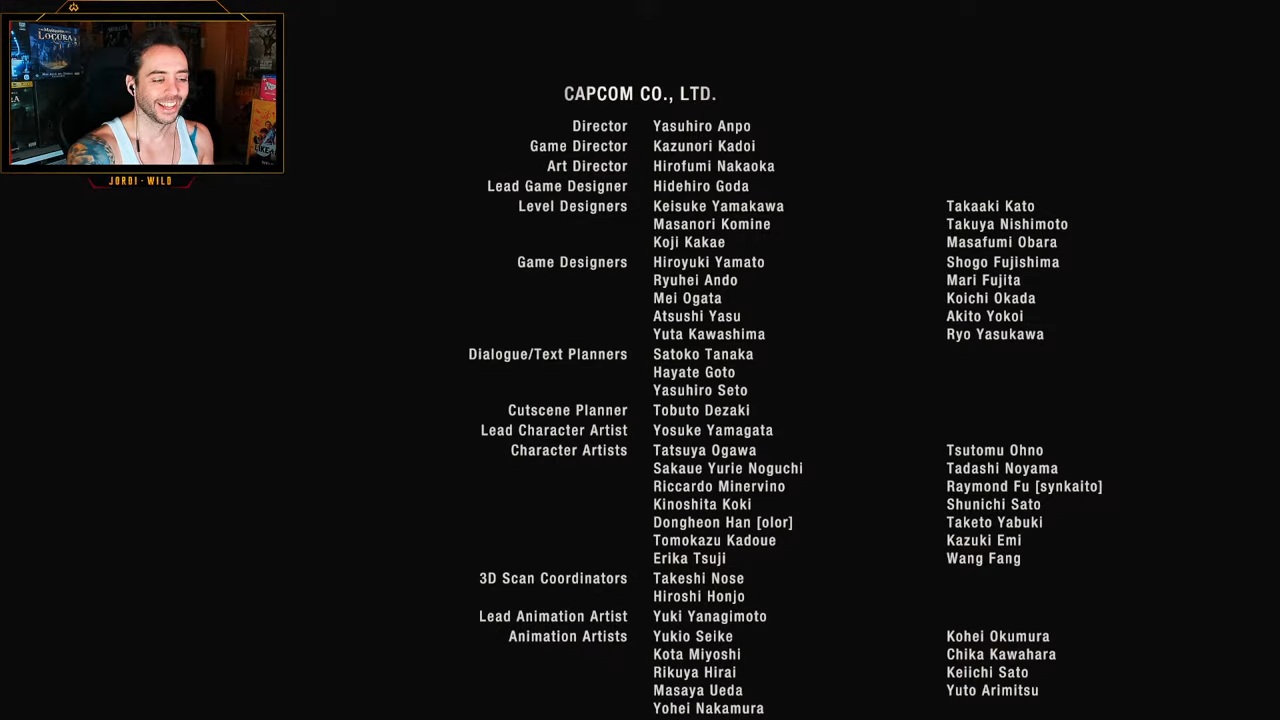 LOCURA
JORDI - WILD
CAPCOM CO., LTD.
Director Yasuhiro Anpo
Game Director Kazunori Kadoi
Art Director Hirofumi Nakaoka
Lead Game Designer Hidehiro Goda
Level Designers Keisuke Yamakawa Takaaki Kato
Masanori Komine Takuya Nishimoto
Koji Kakae Masafumi Obara
Game Designers Hiroyuki Yamato Shogo Fujishima
Ryuhei Ando Mari Fujita
Mei Ogata Koichi Okada
Atsushi Yasu Akito Yokoi
Yuta Kawashima Ryo Yasukawa
Dialogue/Text Planners Satoko Tanaka
Hayate Goto
Yasuhiro Seto
Cutscene Planner Tobuto Dezaki
Lead Character Artist Yosuke Yamagata
Character Artists Tatsuya Ogawa Tsutomu Ohno
Sakaue Yurie Noguchi Tadashi Noyama
Riccardo Minervino Raymond Fu [synkaito]
Kinoshita Koki Shunichi Sato
Dongheon Han [olor] Taketo Yabuki
Tomokazu Kadoue Kazuki Emi
Erika Tsuji Wang Fang
3D Scan Coordinators Takeshi Nose
Hiroshi Honjo
Lead Animation Artist Yuki Yanagimoto
Animation Artists Yukio Seike Kohei Okumura
Kota Miyoshi Chika Kawahara
Rikuya Hirai Keiichi Sato
Masaya Ueda Yuto Arimitsu
Yohei Nakamura